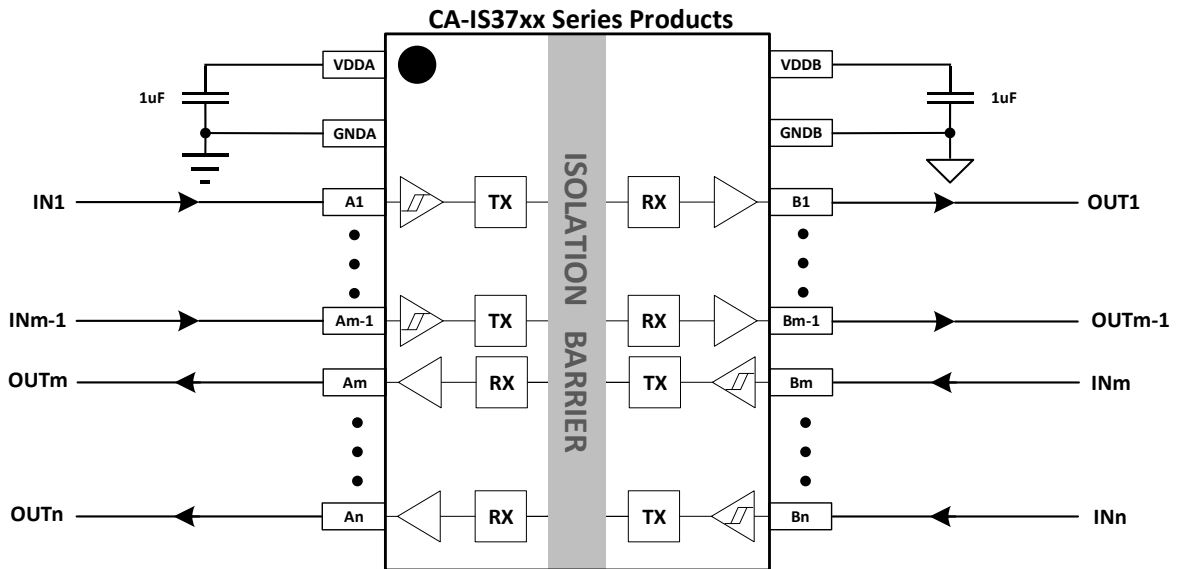 CA-IS37xx Series Products
VDDA
VDDB
1uF
1uF
GNDA
GNDB
ISOLATION BARRIER
IN1
A1
TX
RX
B1
OUT1
INm-1
Am-1
TX
RX
Bm-1
OUTm-1
OUTm
Am
RX
TX
Bm
INm
OUTn
An
RX
TX
Bn
INn